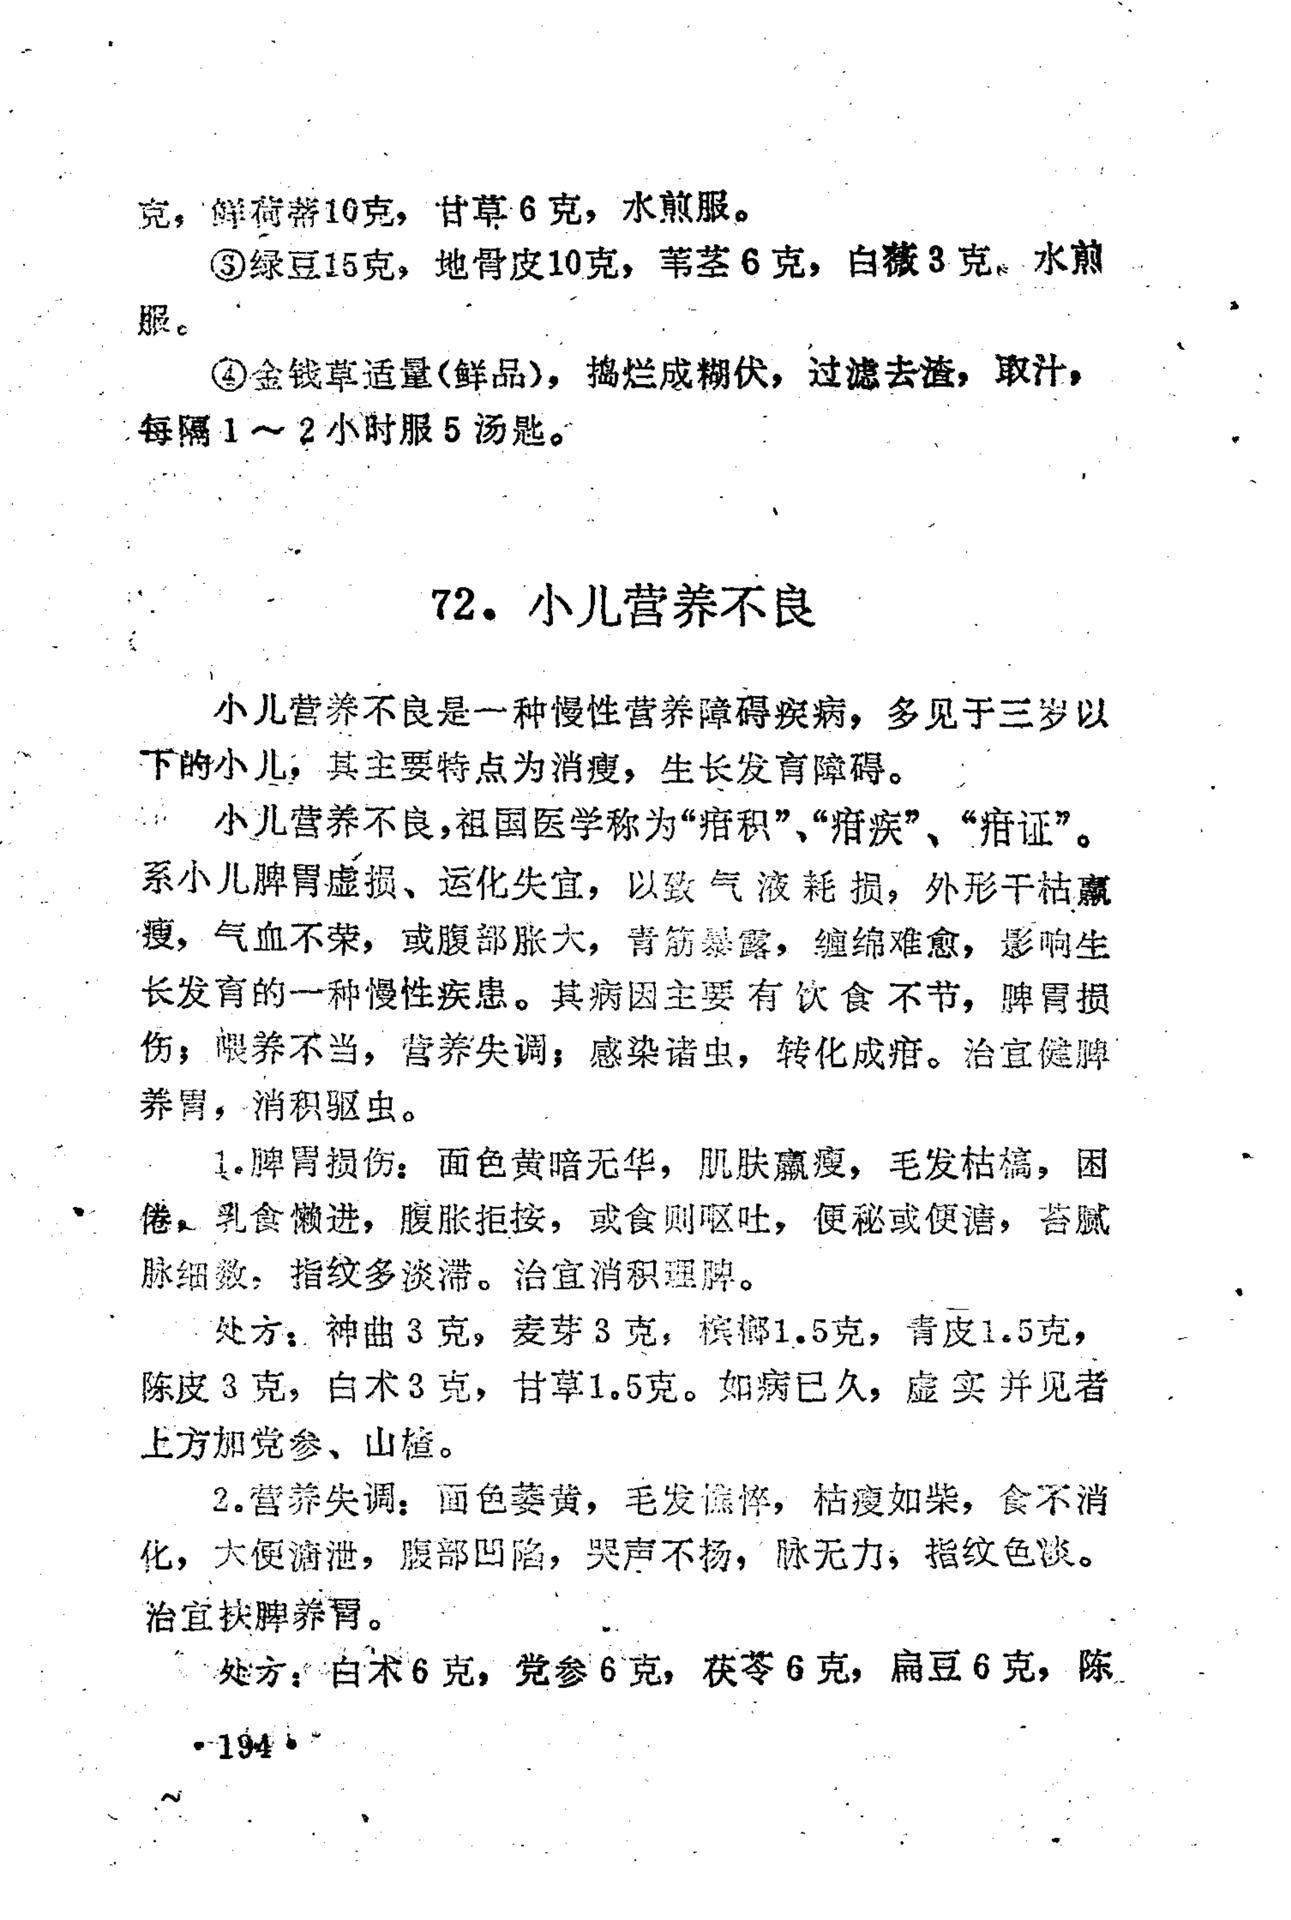 克，鲜荷蒂10克，甘草6克，水煎服。
③绿豆15克，地骨皮10克，苇茎6克，白薇3克。水煎
服。
④金钱草适量(鲜品)，捣烂成糊伏，过滤去渣，取汁，
每隔1～2小时服5汤匙。
72．小儿营养不良
小儿营养不良是一种慢性营养障碍疾病，多见于三岁以
下的小儿，其主要特点为消瘦，生长发育障碍。
小儿营养不良，祖国医学称为“疳积”、“疳疾”、“疳证”。
系小儿脾胃虚损、运化失宜，以致气液耗损，外形干枯羸
瘦，气血不荣，或腹部胀大，青筋暴露，缠绵难愈，影响生
长发育的一种慢性疾患。其病因主要有饮食不节，脾胃损
伤；喂养不当，营养失调；感染诸虫，转化成疳。治宜健脾
养胃，消积驱虫。
1.脾胃损伤：面色黄暗无华，肌肤羸瘦，毛发枯槁，困
倦，乳食懒进，腹胀拒按，或食则呕吐，便秘或便溏，苔腻
脉细数，指纹多淡滞。治宜消积理脾。
处方：神曲3克，麦芽3克，槟榔1.5克，青皮1.5克，
陈皮3克，白术3克，甘草1.5克。如病已久，虚实并见者
上方加党参、山楂。
2.营养失调：面色萎黄，毛发憔悴，枯瘦如柴，食不消
化，大便溏泄，腹部凹陷，哭声不扬，脉无力，指纹色淡。
治宜扶脾养胃。
处方：白术6克，党参6克，茯苓6克，扁豆6克，陈
·194·